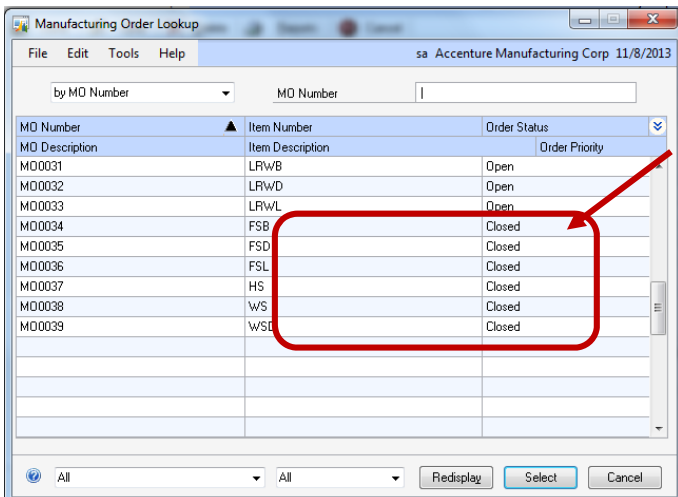 Manufacturing Order Lookup
File Edit Tools Help sa Accenture Manufacturing Corp 11/8/2013
by MO Number MO Number
MO Number Item Number Order Status
MO Description Item Description Order Priority
MO0031 LRWB Open
MO0032 LRWD Open
MO0033 LRWL Open
MO0034 FSB Closed
MO0035 FSD Closed
MO0036 FSL Closed
MO0037 HS Closed
MO0038 WS Closed
MO0039 WSD Closed
All All Redisplay Select Cancel